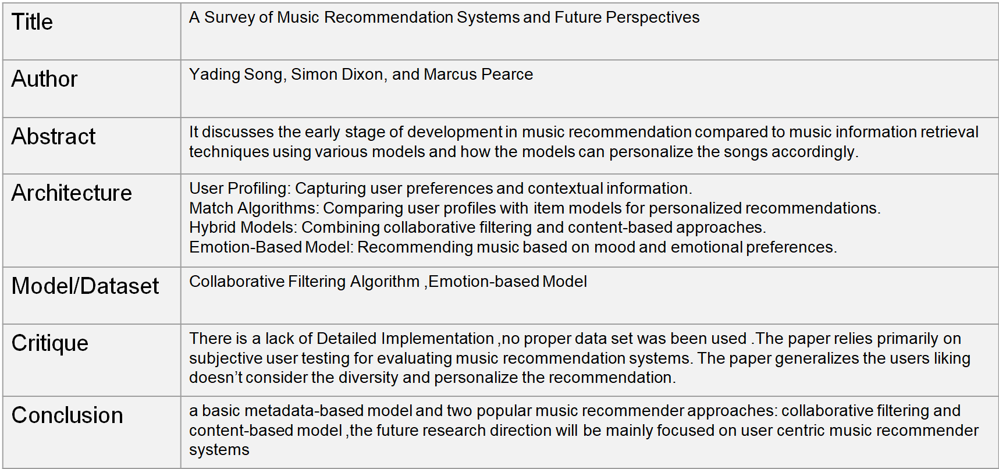 Title
A Survey of Music Recommendation Systems and Future Perspectives
Author
Yading Song, Simon Dixon, and Marcus Pearce
Abstract
It discusses the early stage of development in music recommendation compared to music information retrieval
techniques using various models and how the models can personalize the songs accordingly.
Architecture
User Profiling: Capturing user preferences and contextual information.
Match Algorithms: Comparing user profiles with item models for personalized recommendations.
Hybrid Models: Combining collaborative filtering and content-based approaches.
Emotion-Based Model: Recommending music based on mood and emotional preferences.
Model/Dataset
Collaborative Filtering Algorithm ,Emotion-based Model
Critique
There is a lack of Detailed Implementation ,no proper data set was been used .The paper relies primarily on
subjective user testing for evaluating music recommendation systems. The paper generalizes the users liking
doesn’t consider the diversity and personalize the recommendation.
Conclusion
a basic metadata-based model and two popular music recommender approaches: collaborative filtering and
content-based model ,the future research direction will be mainly focused on user centric music recommender
systems